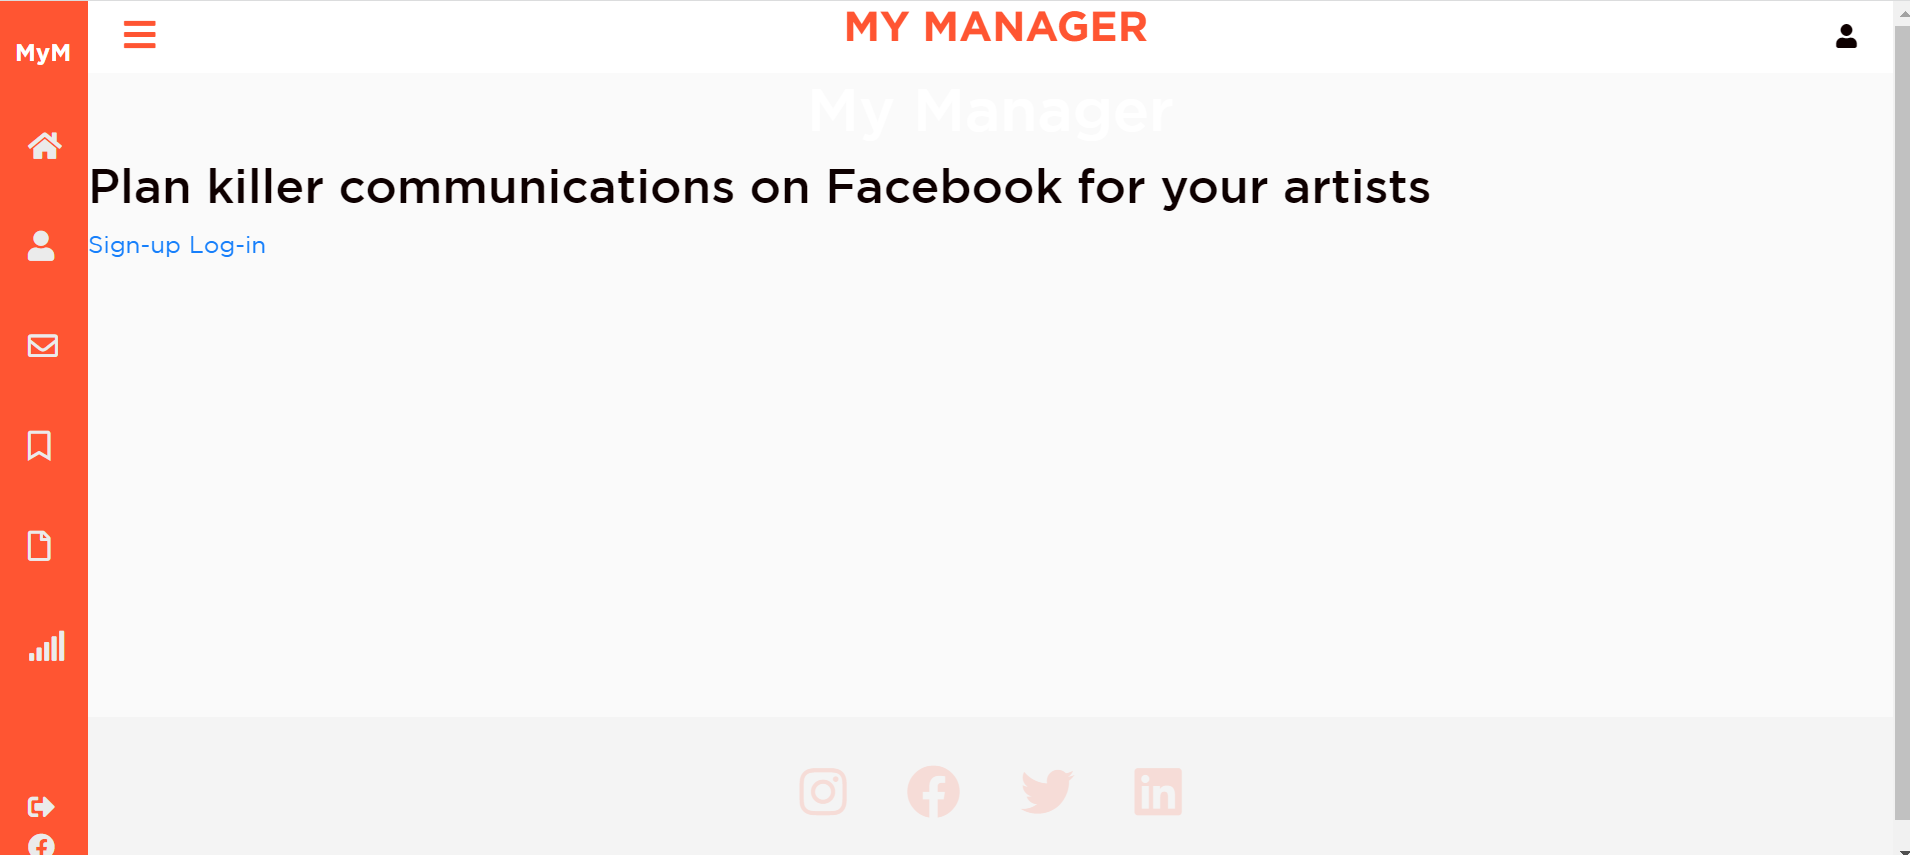 MyM
MY MANAGER
My Manager
Plan killer communications on Facebook for your artists
Sign-up Log-in